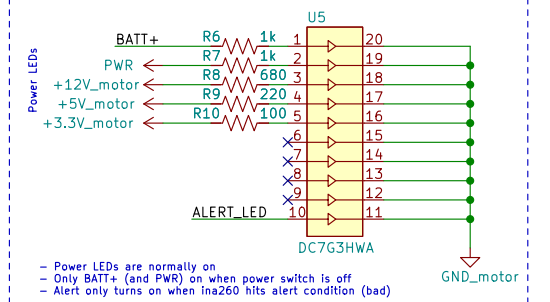 U5
BATT+ R6 1k 1 20
PWR R7 1k 2 19
+12V_motor R8 680 3 18
+5V_motor R9 220 4 17
+3.3V_motor R10 100 5 16
6 15
7 14
8 13
9 12
ALERT_LED 10 11
Power LEDs
DC7G3HWA
GND_motor
- Power LEDs are normally on
- Only BATT+ (and PWR) on when power switch is off
- Alert only turns on when ina260 hits alert condition (bad)